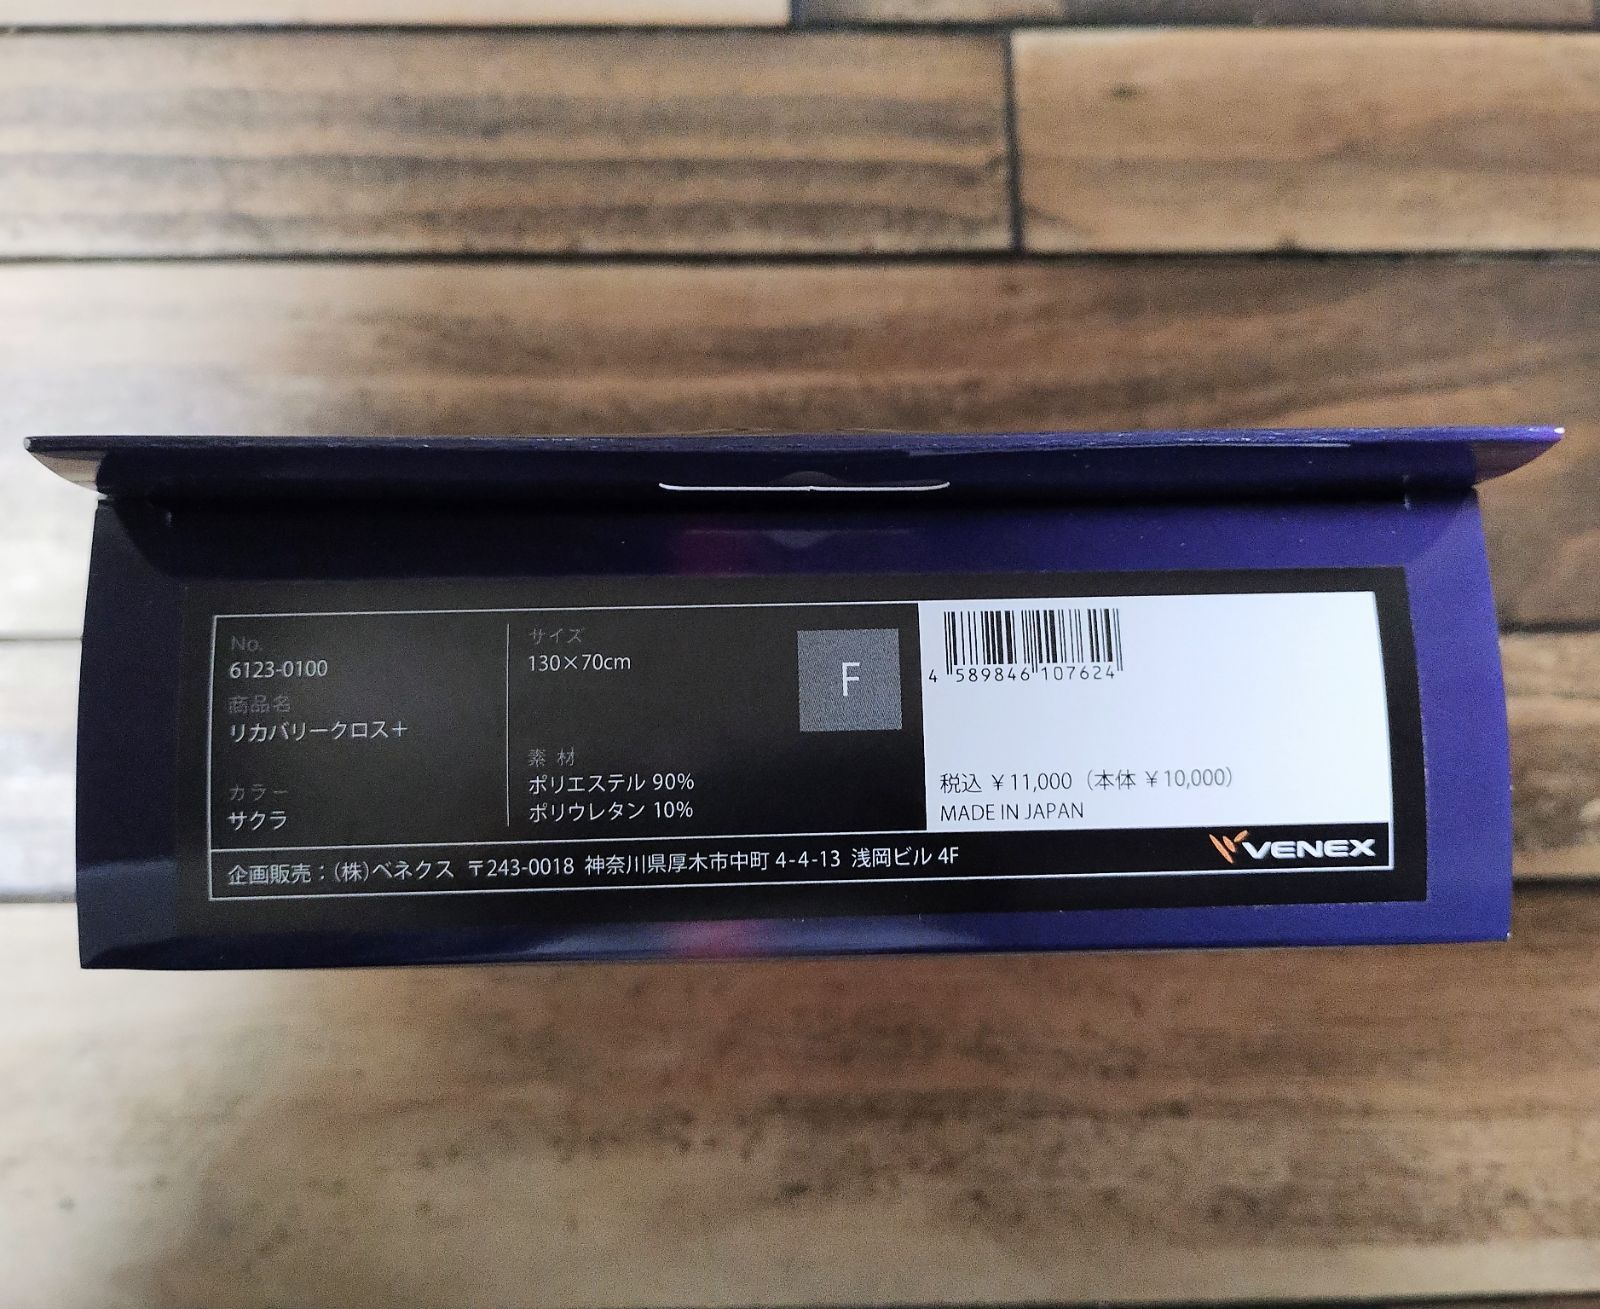 No.
6123-0100
商品名
リカバリークロス＋
カラー
サクラ
サイズ
130×70cm
素 材
ポリエステル 90%
ポリウレタン 10%
F
4 589846 107624
税込 ￥11,000（本体 ￥10,000）
MADE IN JAPAN
企画販売：（株）ベネクス 〒243-0018 神奈川県厚木市中町 4-4-13 浅岡ビル 4F
VENEX